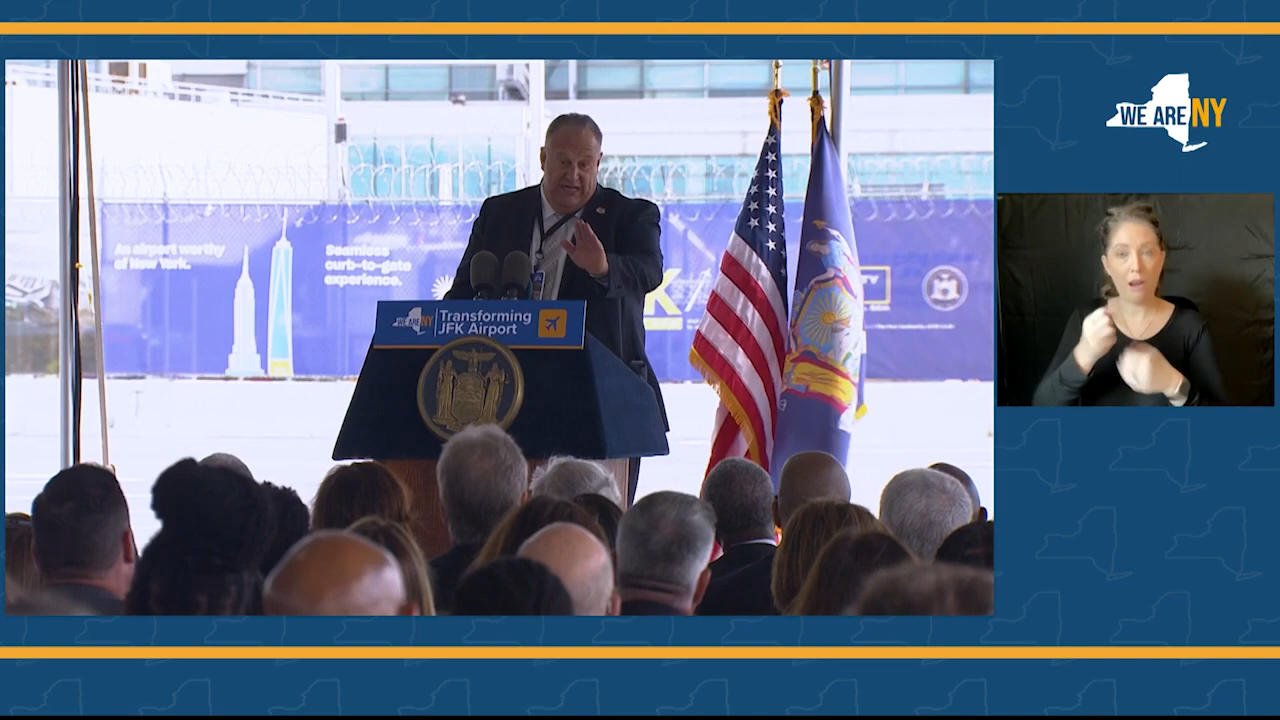 WE ARE NY
An airport worthy
of New York.
Seamless
curb-to-gate
experience.
WE ARE NY
Transforming
JFK Airport